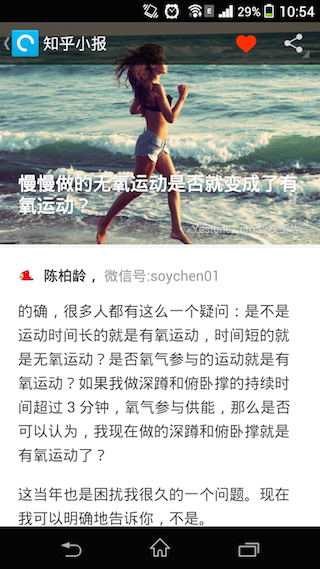 E 29% 10:54
知乎小报
慢慢做的无氧运动是否就变成了有
氧运动？
陈柏龄， 微信号:soychen01
的确，很多人都有这么一个疑问：是不是
运动时间长的就是有氧运动，时间短的就
是无氧运动？是否氧气参与的运动就是有
氧运动？如果我做深蹲和俯卧撑的持续时
间超过 3 分钟，氧气参与供能，那么是否
可以认为，我现在做的深蹲和俯卧撑就是
有氧运动了？
这当年也是困扰我很久的一个问题。现在
我可以明确地告诉你，不是。